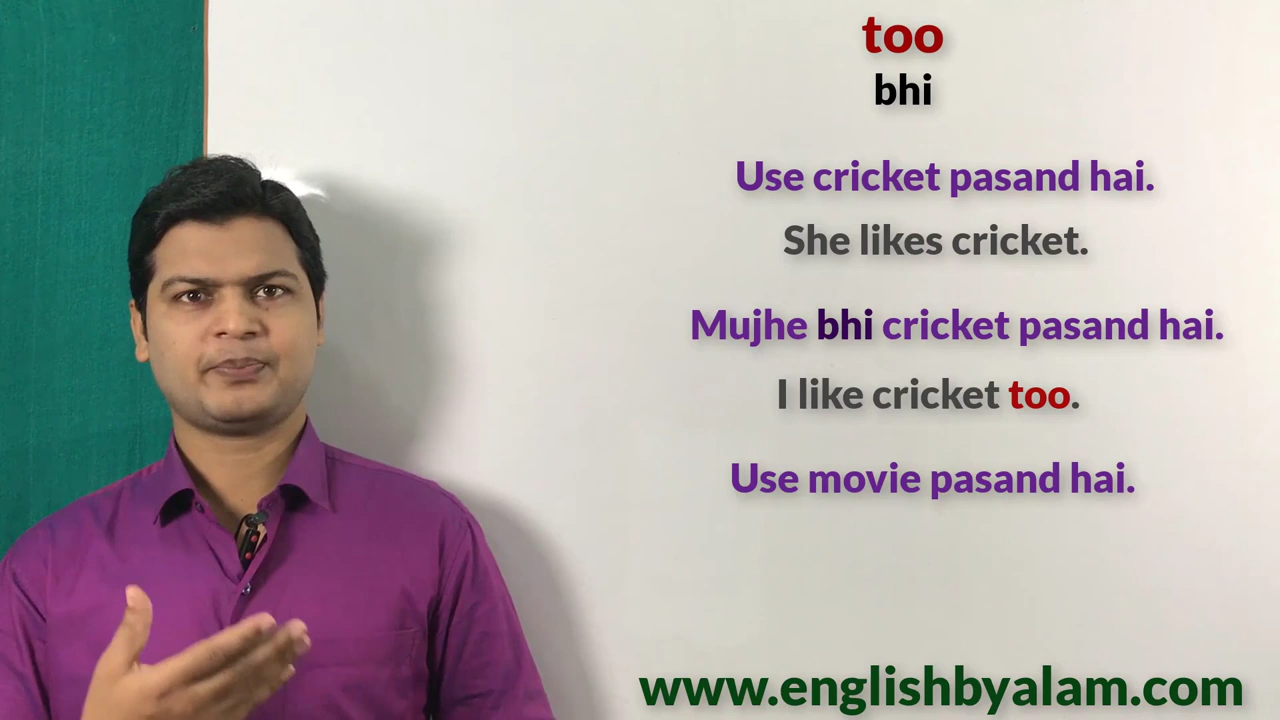 too
bhi
Use cricket pasand hai.
She likes cricket.
Mujhe bhi cricket pasand hai.
I like cricket too.
Use movie pasand hai.
www.englishbyalam.com